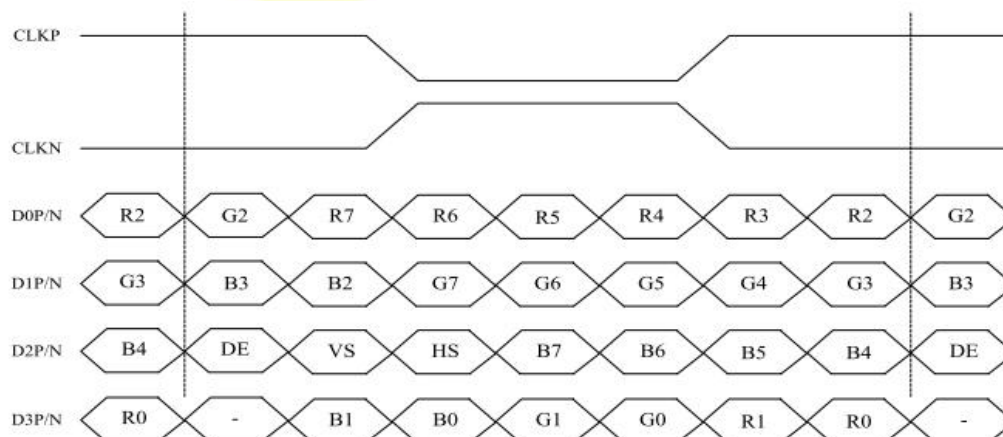 CLKP
CLKN
D0P/N R2 G2 R7 R6 R5 R4 R3 R2 G2
D1P/N G3 B3 B2 G7 G6 G5 G4 G3 B3
D2P/N B4 DE VS HS B7 B6 B5 B4 DE
D3P/N R0 - B1 B0 G1 G0 R1 R0 -